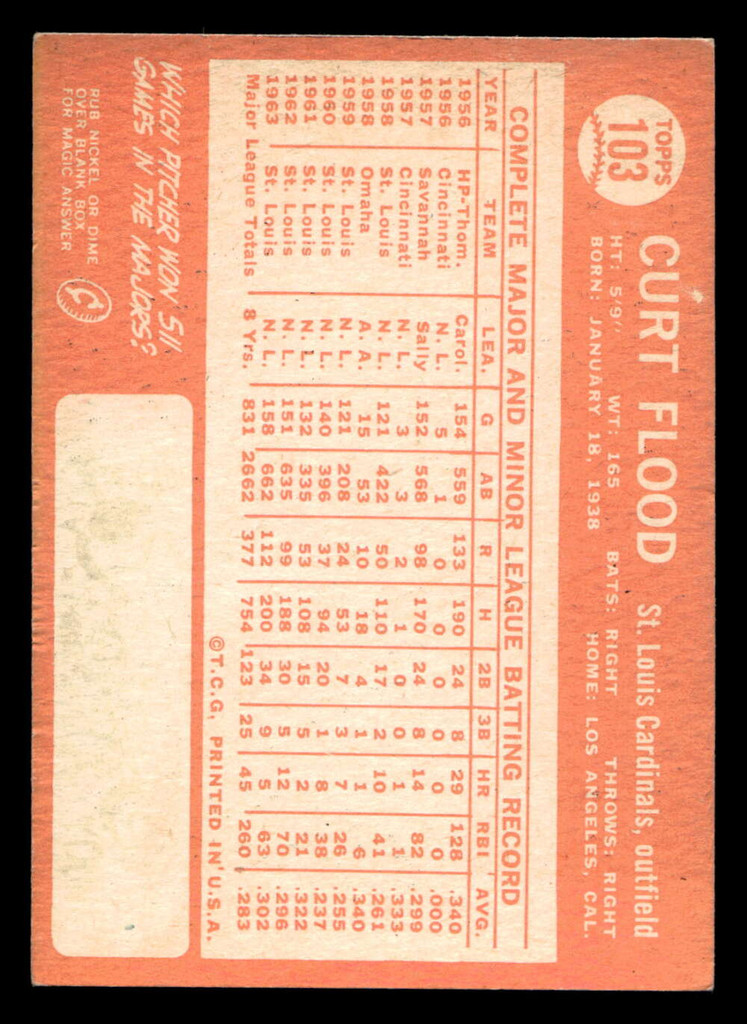 TOPPS
103
CURT FLOOD St. Louis Cardinals, outfield
HT: 5'9" WT: 165 BATS: RIGHT THROWS: RIGHT
BORN: JANUARY 18, 1938 HOME: LOS ANGELES, CAL.
COMPLETE MAJOR AND MINOR LEAGUE BATTING RECORD
YEAR TEAM LEA. G AB R H 2B 3B HR RBI AVG.
1956 HP-Thom. Carol. 154 559 133 190 24 8 29 128 .340
1956 Cincinnati N. L. 5 1 0 0 0 0 0 0 .000
1957 Savannah Sally 152 568 98 170 24 8 14 82 .299
1957 Cincinnati N. L. 3 3 2 1 0 0 1 1 .333
1958 St. Louis N. L. 121 422 50 110 17 2 10 41 .261
1958 Omaha A. A. 15 53 10 18 4 1 1 6 .340
1959 St. Louis N. L. 121 208 24 53 7 3 7 26 .255
1960 St. Louis N. L. 140 396 37 94 20 1 8 38 .237
1961 St. Louis N. L. 132 335 53 108 15 5 2 21 .322
1962 St. Louis N. L. 151 635 99 188 30 5 12 70 .296
1963 St. Louis N. L. 158 662 112 200 34 9 5 63 .302
Major League Totals 8 Yrs. 831 2662 377 754 123 25 45 260 .283
©T.C.G. PRINTED IN U.S.A.
WHICH PITCHER WON 511
GAMES IN THE MAJORS?
RUB NICKEL OR DIME
OVER BLANK BOX
FOR MAGIC ANSWER
C